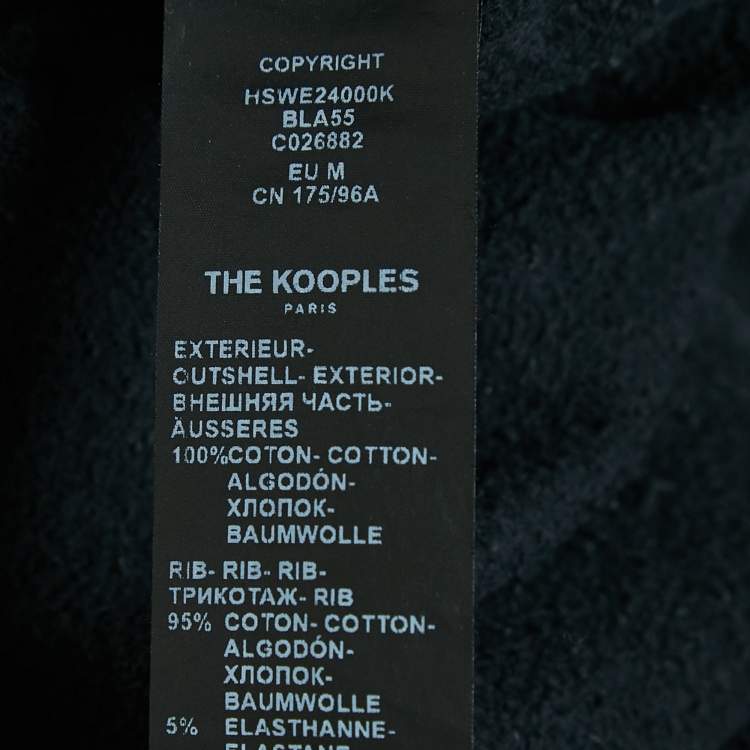 COPYRIGHT
HSWE24000K
BLA55
C026882
EU M
CN 175/96A
THE KOOPLES
PARIS
EXTERIEUR-
OUTSHELL- EXTERIOR-
ВНЕШНЯЯ ЧАСТЬ-
ÄUSSERES
100%COTON- COTTON-
ALGODÓN-
ХЛОПОК-
BAUMWOLLE
RIB- RIB- RIB-
ТРИКОТАЖ- RIB
95% COTON- COTTON-
ALGODÓN-
ХЛОПОК-
BAUMWOLLE
5% ELASTHANNE-
ELASTANE